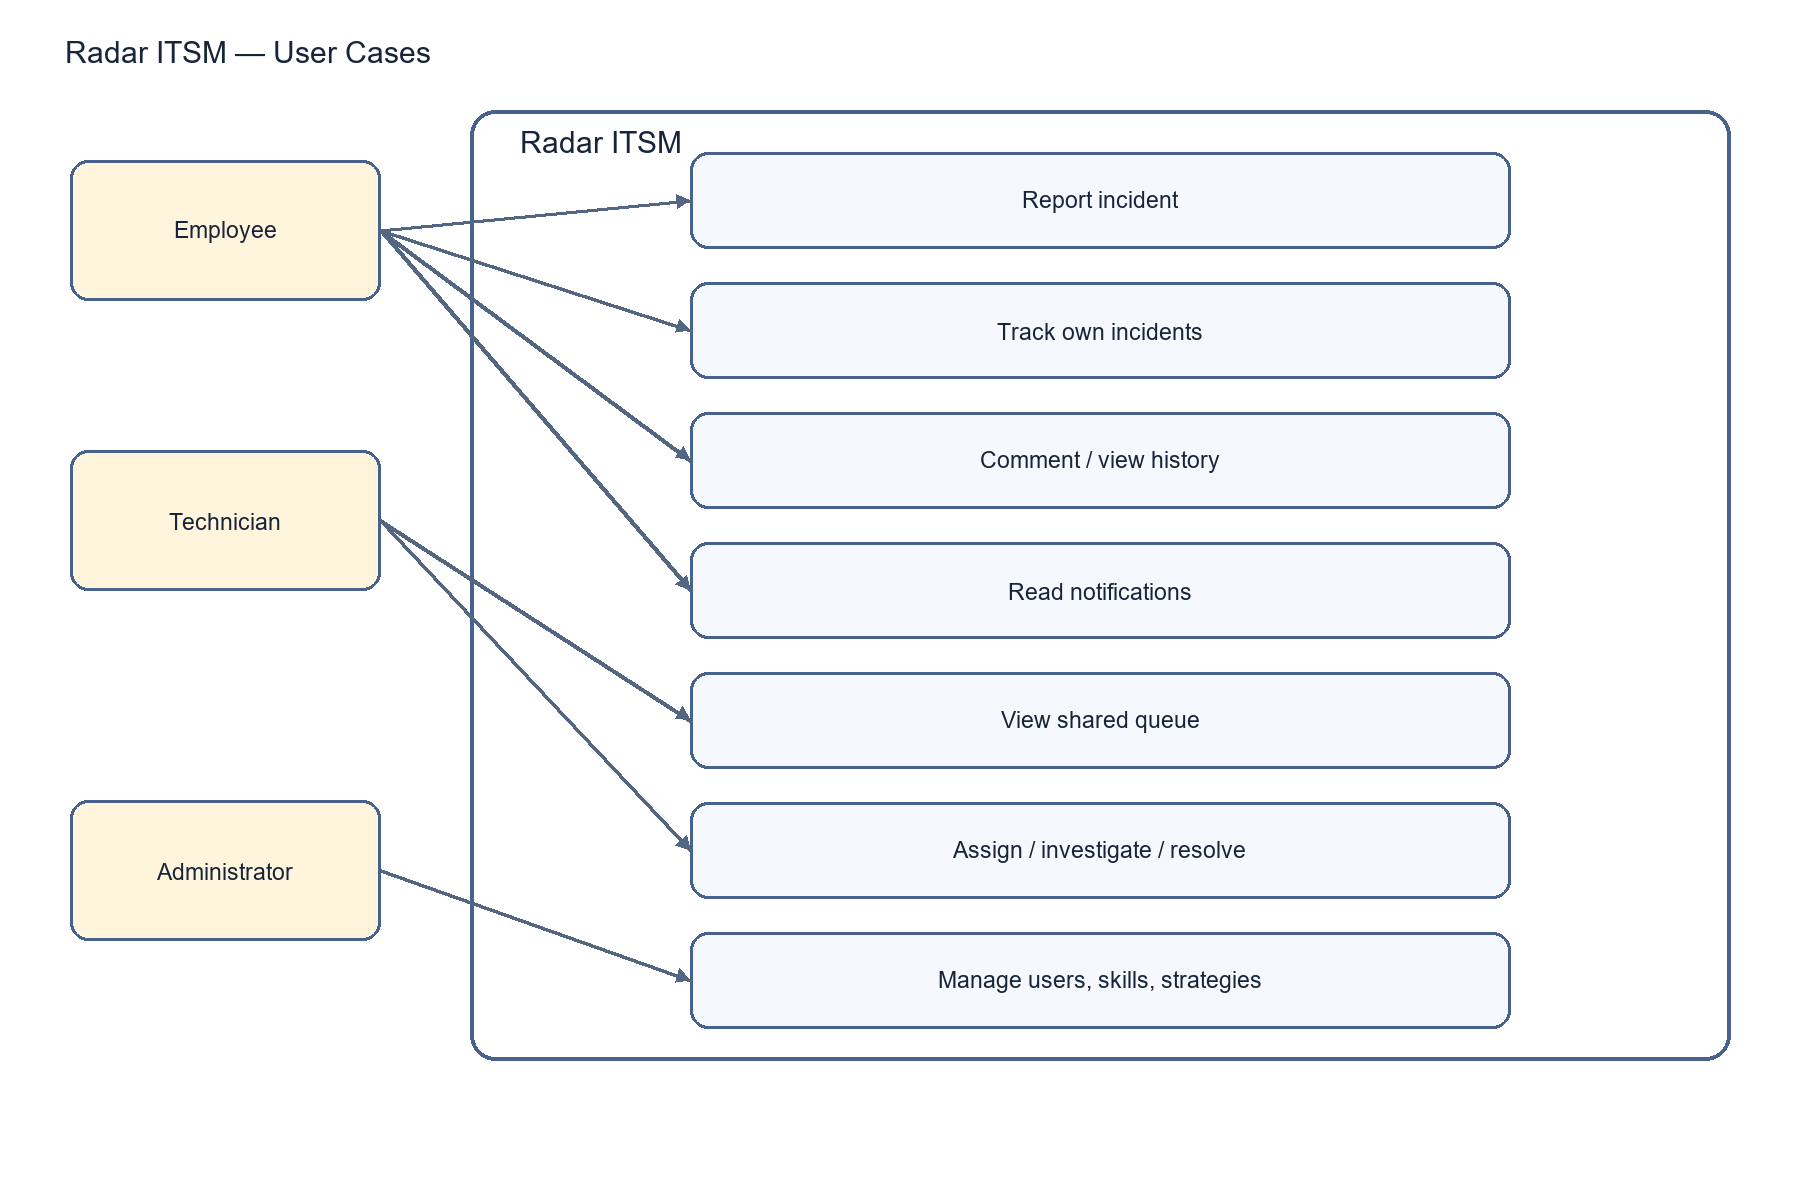 Radar ITSM — User Cases
Radar ITSM
Employee
Report incident
Track own incidents
Comment / view history
Technician
Read notifications
View shared queue
Administrator
Assign / investigate / resolve
Manage users, skills, strategies